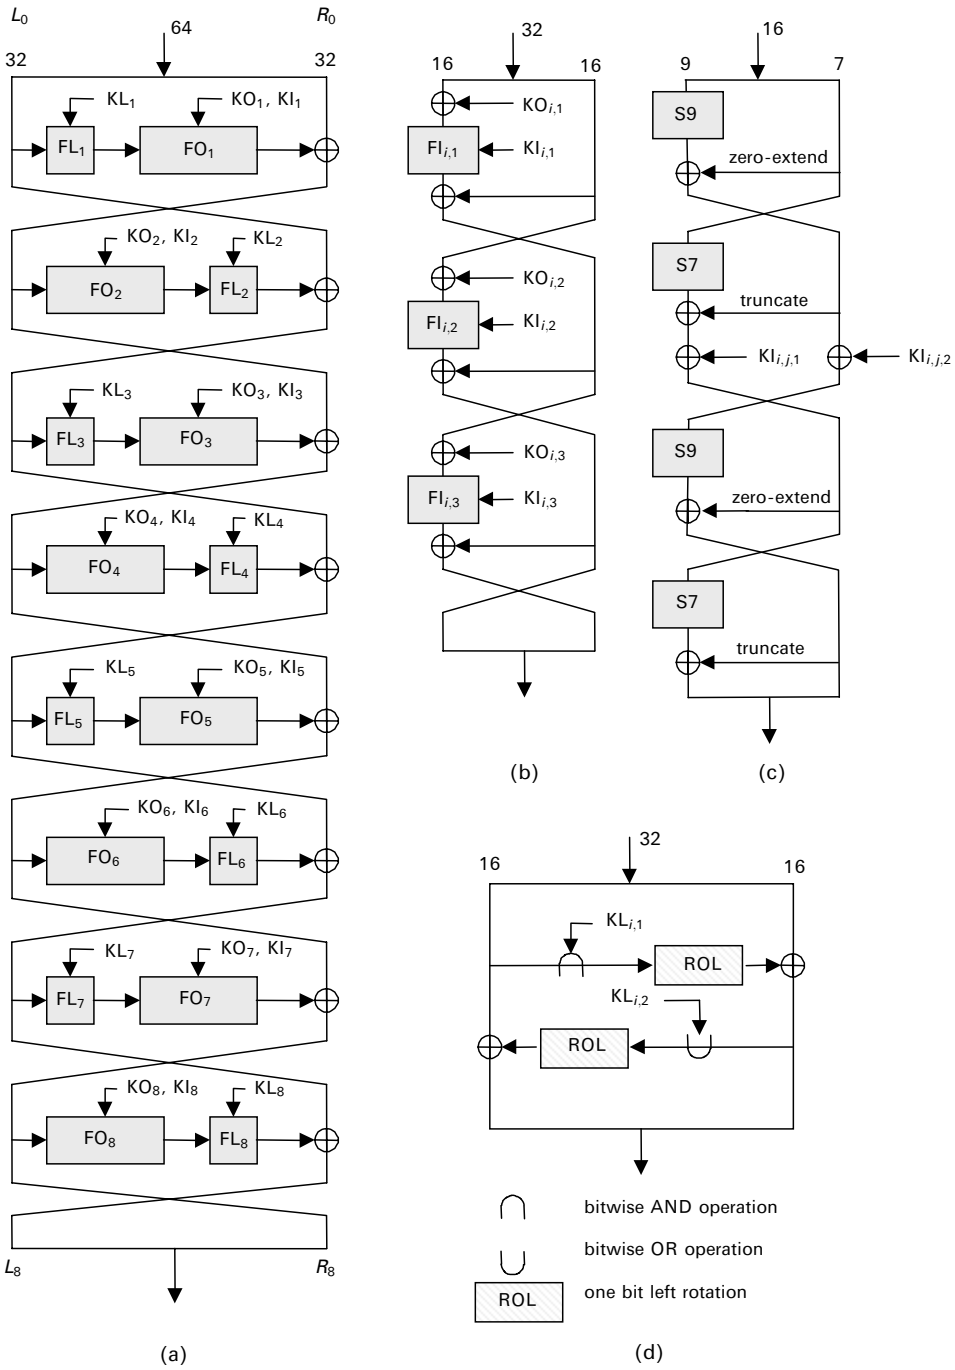 L0 R0
64
32 32
KL1 KO1, KI1
FL1 FO1
KO2, KI2 KL2
FO2 FL2
KL3 KO3, KI3
FL3 FO3
KO4, KI4 KL4
FO4 FL4
KL5 KO5, KI5
FL5 FO5
KO6, KI6 KL6
FO6 FL6
KL7 KO7, KI7
FL7 FO7
KO8, KI8 KL8
FO8 FL8
L8 R8
(a)
32
16 16
KOi,1
FIi,1 KIi,1
KOi,2
FIi,2 KIi,2
KOi,3
FIi,3 KIi,3
(b)
16
9 7
S9
zero-extend
S7
truncate
KIi,j,1 KIi,j,2
S9
zero-extend
S7
truncate
(c)
32
16 16
KLi,1
ROL
KLi,2
ROL
bitwise AND operation
bitwise OR operation
ROL one bit left rotation
(d)